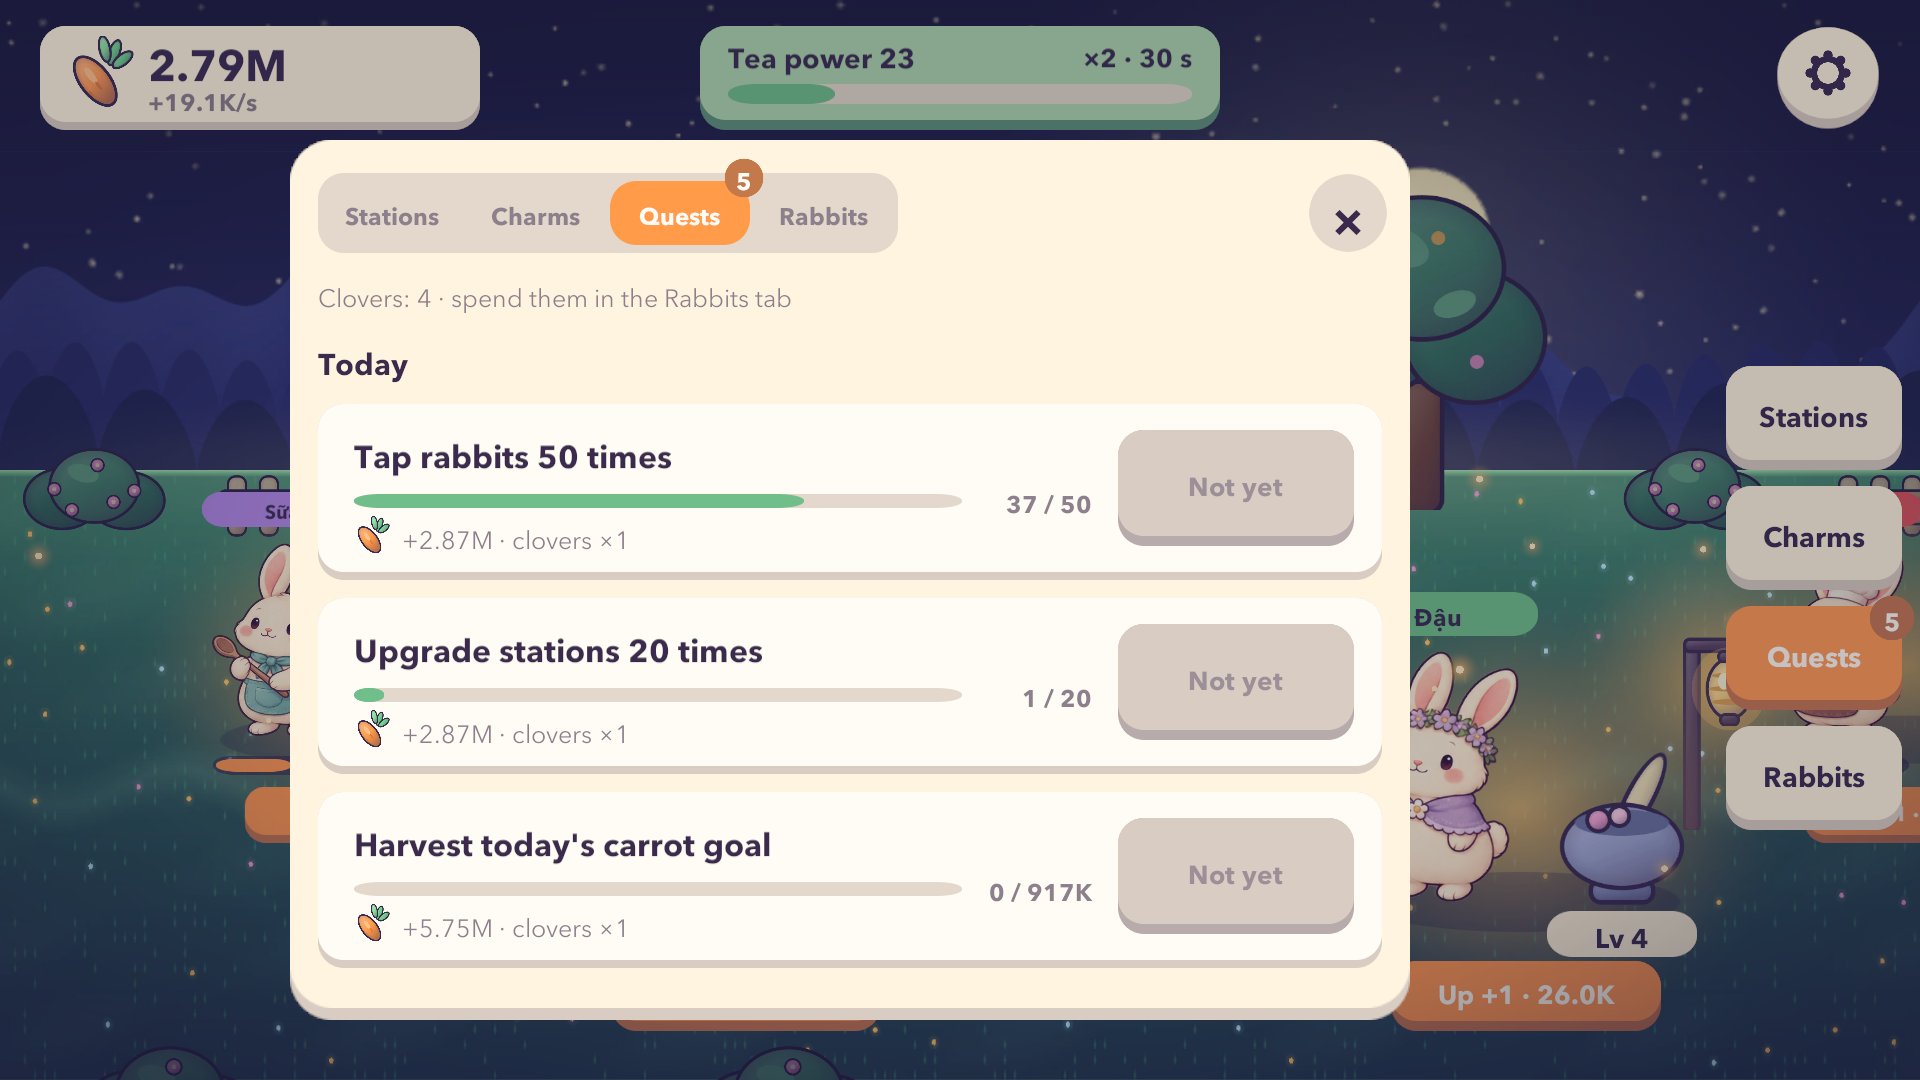 2.79M
+19.1K/s
Tea power 23
×2 · 30 s
Stations
Charms
Quests
5
Rabbits
Clovers: 4 · spend them in the Rabbits tab
Today
Tap rabbits 50 times
37 / 50
Not yet
+2.87M · clovers ×1
Upgrade stations 20 times
1 / 20
Not yet
+2.87M · clovers ×1
Harvest today's carrot goal
0 / 917K
Not yet
+5.75M · clovers ×1
Stations
Charms
Quests
5
Rabbits
Đậu
Lv 4
Up +1 · 26.0K